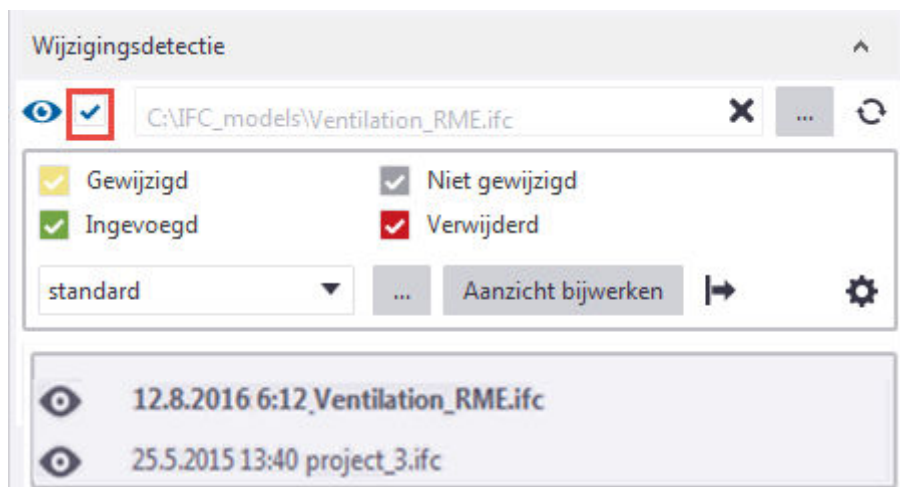 Wijzigingsdetectie
C:\IFC_models\Ventilation_RME.ifc ...
Gewijzigd Niet gewijzigd
Ingevoegd Verwijderd
standard ... Aanzicht bijwerken
12.8.2016 6:12 Ventilation_RME.ifc
25.5.2015 13:40 project_3.ifc